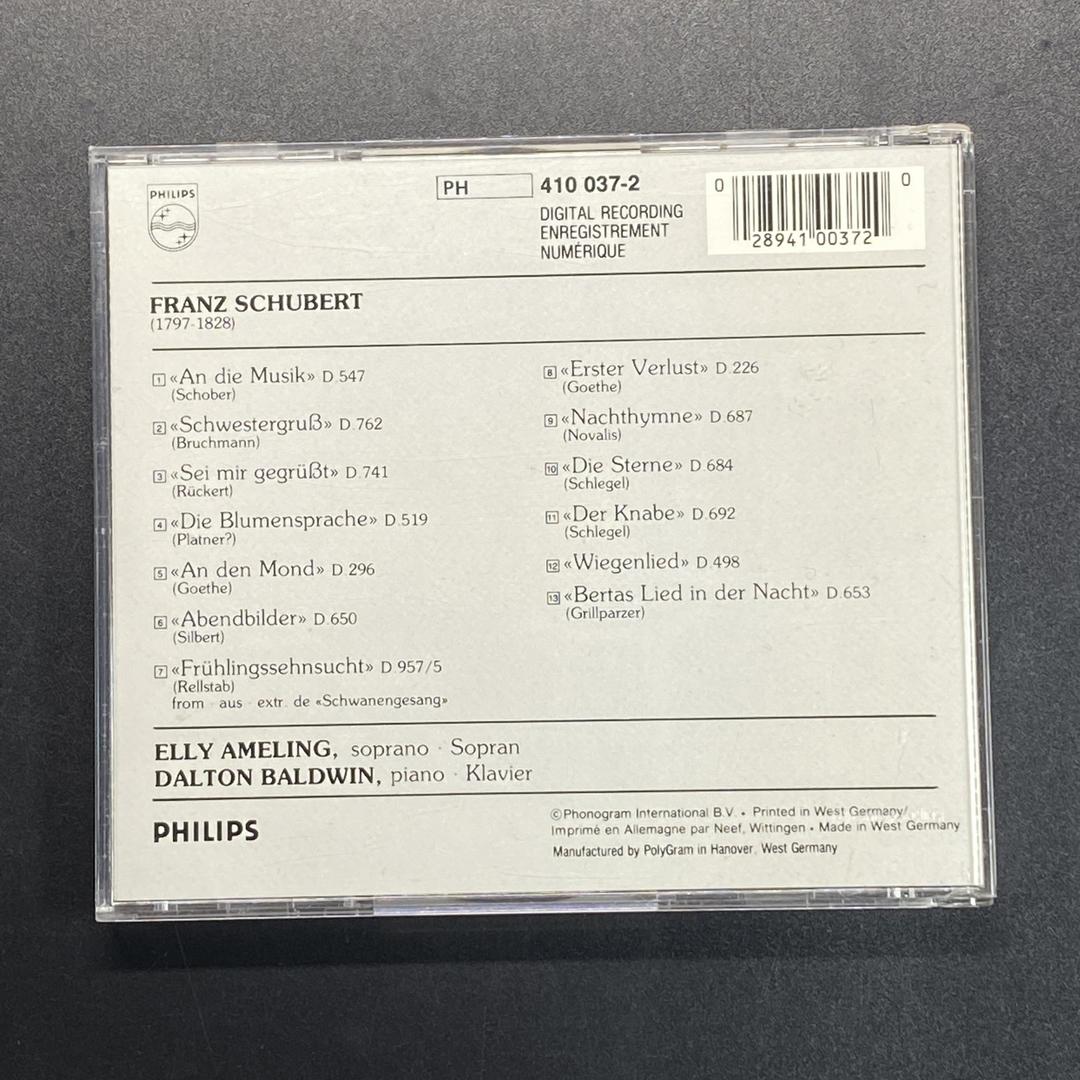 PHILIPS
PH
410 037-2
DIGITAL RECORDING
ENREGISTREMENT
NUMÉRIQUE
0 28941 00372 0
FRANZ SCHUBERT
(1797-1828)
1 «An die Musik» D.547
(Schober)
2 «Schwestergruß» D.762
(Bruchmann)
3 «Sei mir gegrüßt» D.741
(Rückert)
4 «Die Blumensprache» D.519
(Platner?)
5 «An den Mond» D.296
(Goethe)
6 «Abendbilder» D.650
(Silbert)
7 «Frühlingssehnsucht» D.957/5
(Rellstab)
from · aus · extr. de «Schwanengesang»
8 «Erster Verlust» D.226
(Goethe)
9 «Nachthymne» D.687
(Novalis)
10 «Die Sterne» D.684
(Schlegel)
11 «Der Knabe» D.692
(Schlegel)
12 «Wiegenlied» D.498
13 «Bertas Lied in der Nacht» D.653
(Grillparzer)
ELLY AMELING, soprano · Sopran
DALTON BALDWIN, piano · Klavier
PHILIPS
©Phonogram International B.V. • Printed in West Germany/
Imprimé en Allemagne par Neef, Wittingen • Made in West Germany
Manufactured by PolyGram in Hanover, West Germany